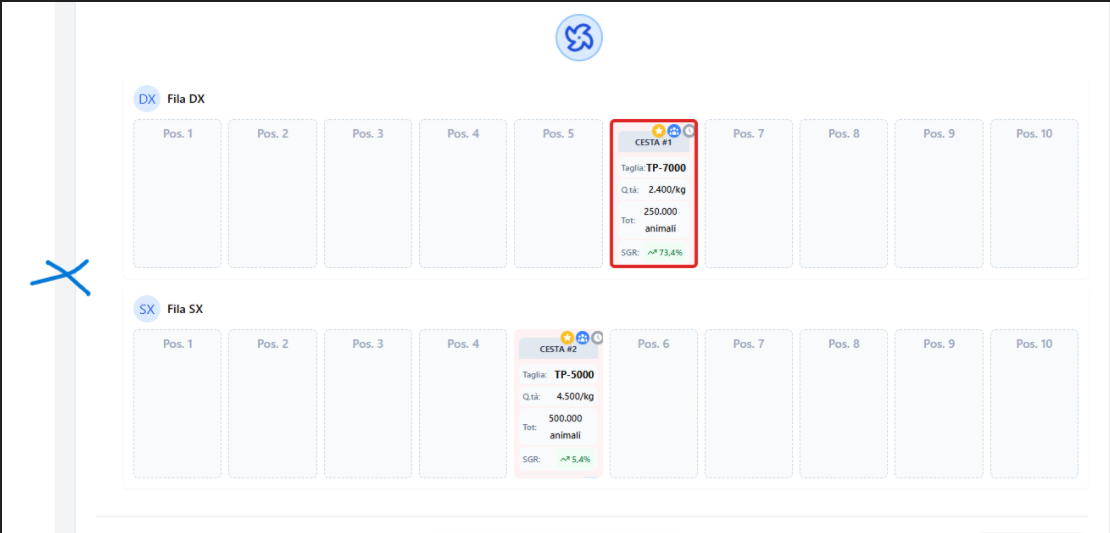 DX Fila DX
Pos. 1 Pos. 2 Pos. 3 Pos. 4 Pos. 5 Pos. 7 Pos. 8 Pos. 9 Pos. 10
CESTA #1
Taglia: TP-7000
Q.tà: 2.400/kg
Tot: 250.000 animali
SGR: 73,4%
SX Fila SX
Pos. 1 Pos. 2 Pos. 3 Pos. 4 Pos. 6 Pos. 7 Pos. 8 Pos. 9 Pos. 10
CESTA #2
Taglia: TP-5000
Q.tà: 4.500/kg
Tot: 500.000 animali
SGR: 5,4%